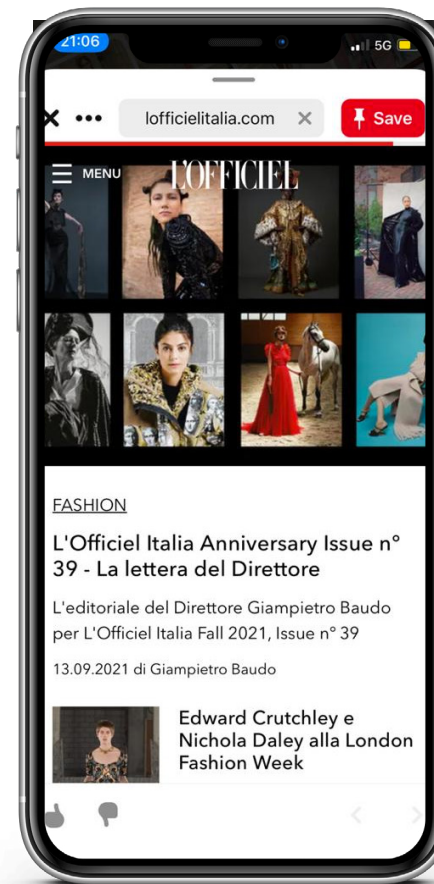 21:06
5G
lofficielitalia.com
Save
MENU
L'OFFICIEL
FASHION
L'Officiel Italia Anniversary Issue n°
39 - La lettera del Direttore
L'editoriale del Direttore Giampietro Baudo
per L'Officiel Italia Fall 2021, Issue n° 39
13.09.2021 di Giampietro Baudo
Edward Crutchley e
Nichola Daley alla London
Fashion Week